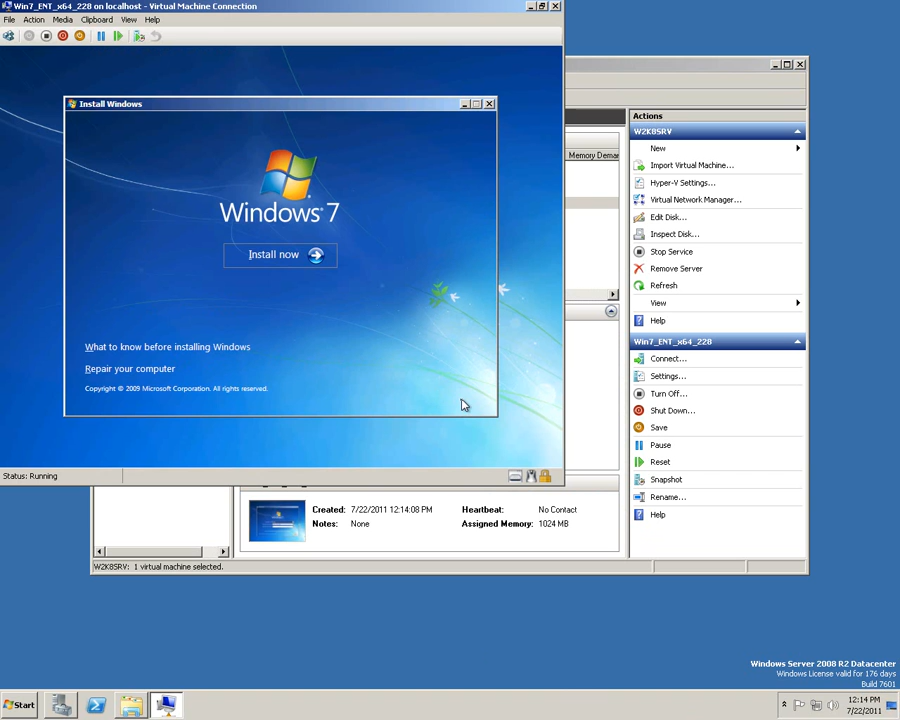 Win7_ENT_x64_228 on localhost - Virtual Machine Connection
File Action Media Clipboard View Help
Install Windows
Windows 7
Install now
What to know before installing Windows
Repair your computer
Copyright © 2009 Microsoft Corporation. All rights reserved.
Status: Running
Memory Deman
Actions
W2K8SRV
New
Import Virtual Machine...
Hyper-V Settings...
Virtual Network Manager...
Edit Disk...
Inspect Disk...
Stop Service
Remove Server
Refresh
View
Help
Win7_ENT_x64_228
Connect...
Settings...
Turn Off...
Shut Down...
Save
Pause
Reset
Snapshot
Rename...
Help
Created: 7/22/2011 12:14:08 PM Heartbeat: No Contact
Notes: None Assigned Memory: 1024 MB
W2K8SRV: 1 virtual machine selected.
Windows Server 2008 R2 Datacenter
Windows License valid for 176 days
Build 7601
Start
12:14 PM
7/22/2011